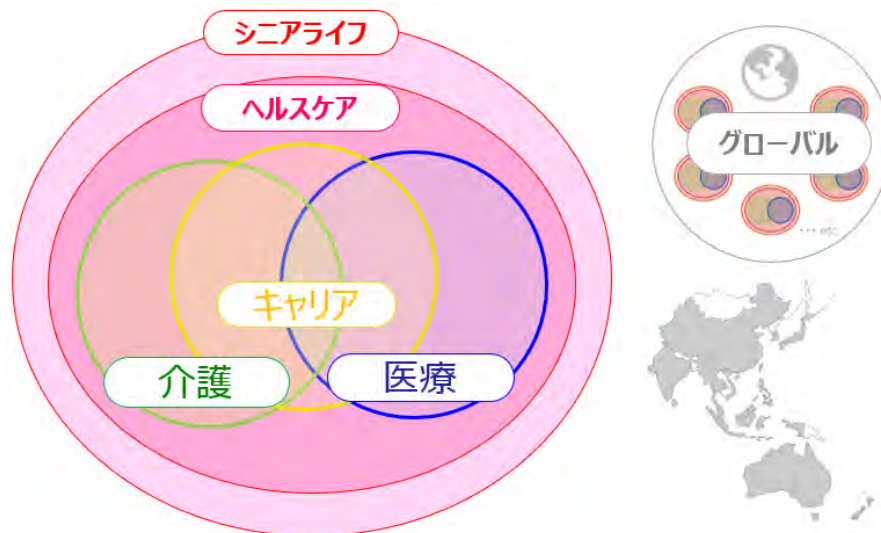 シニアライフ
ヘルスケア
キャリア
介護
医療
グローバル